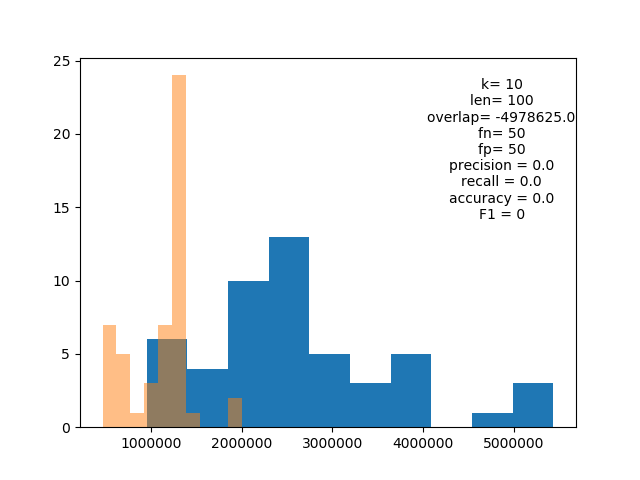 25
20
15
10
5
0
k= 10
len= 100
overlap= -4978625.0
fn= 50
fp= 50
precision = 0.0
recall = 0.0
accuracy = 0.0
F1 = 0
1000000 2000000 3000000 4000000 5000000